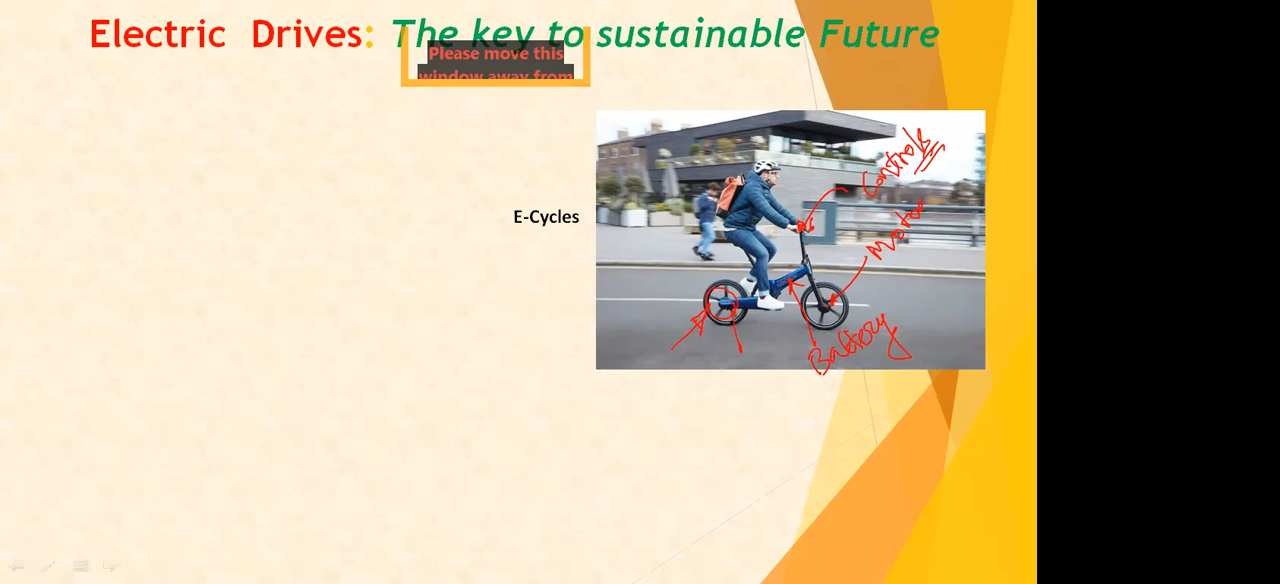 Electric Drives: The key to sustainable Future
Please move this
window away from
E-Cycles
Controls
Motor
Battery